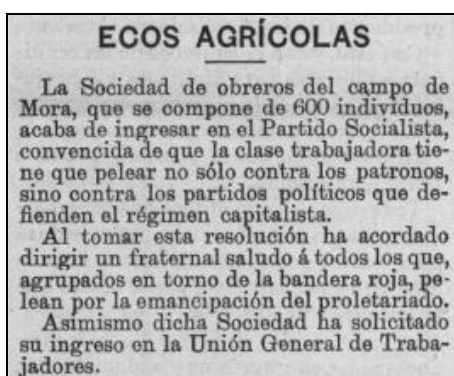 ECOS AGRÍCOLAS
La Sociedad de obreros del campo de
Mora, que se compone de 600 individuos,
acaba de ingresar en el Partido Socialista,
convencida de que la clase trabajadora tie-
ne que pelear no sólo contra los patronos,
sino contra los partidos políticos que de-
fienden el régimen capitalista.
Al tomar esta resolución ha acordado
dirigir un fraternal saludo á todos los que,
agrupados en torno de la bandera roja, pe-
lean por la emancipación del proletariado.
Asimismo dicha Sociedad ha solicitado
su ingreso en la Unión General de Traba-
jadores.